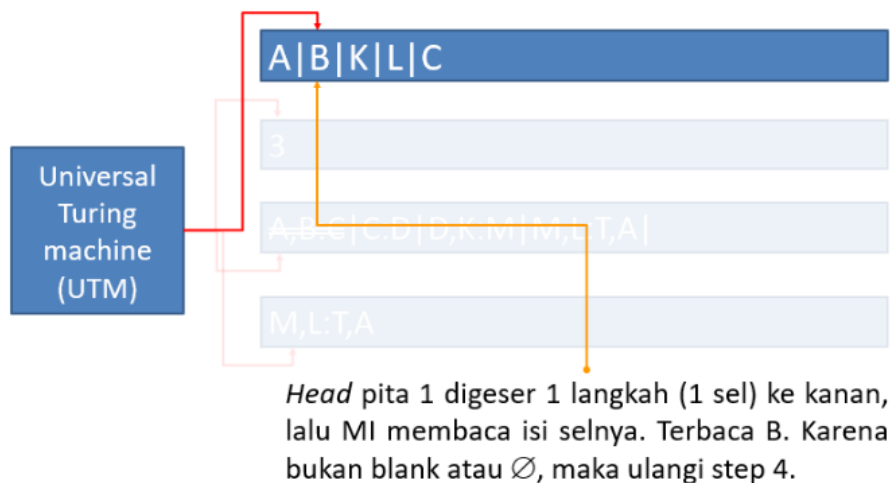 A|B|K|L|C
3
Universal
Turing
machine
(UTM)
A,B:C|C:D|D,K:M|M,L:T,A|
M,L:T,A
Head pita 1 digeser 1 langkah (1 sel) ke kanan,
lalu MI membaca isi selnya. Terbaca B. Karena
bukan blank atau ∅, maka ulangi step 4.